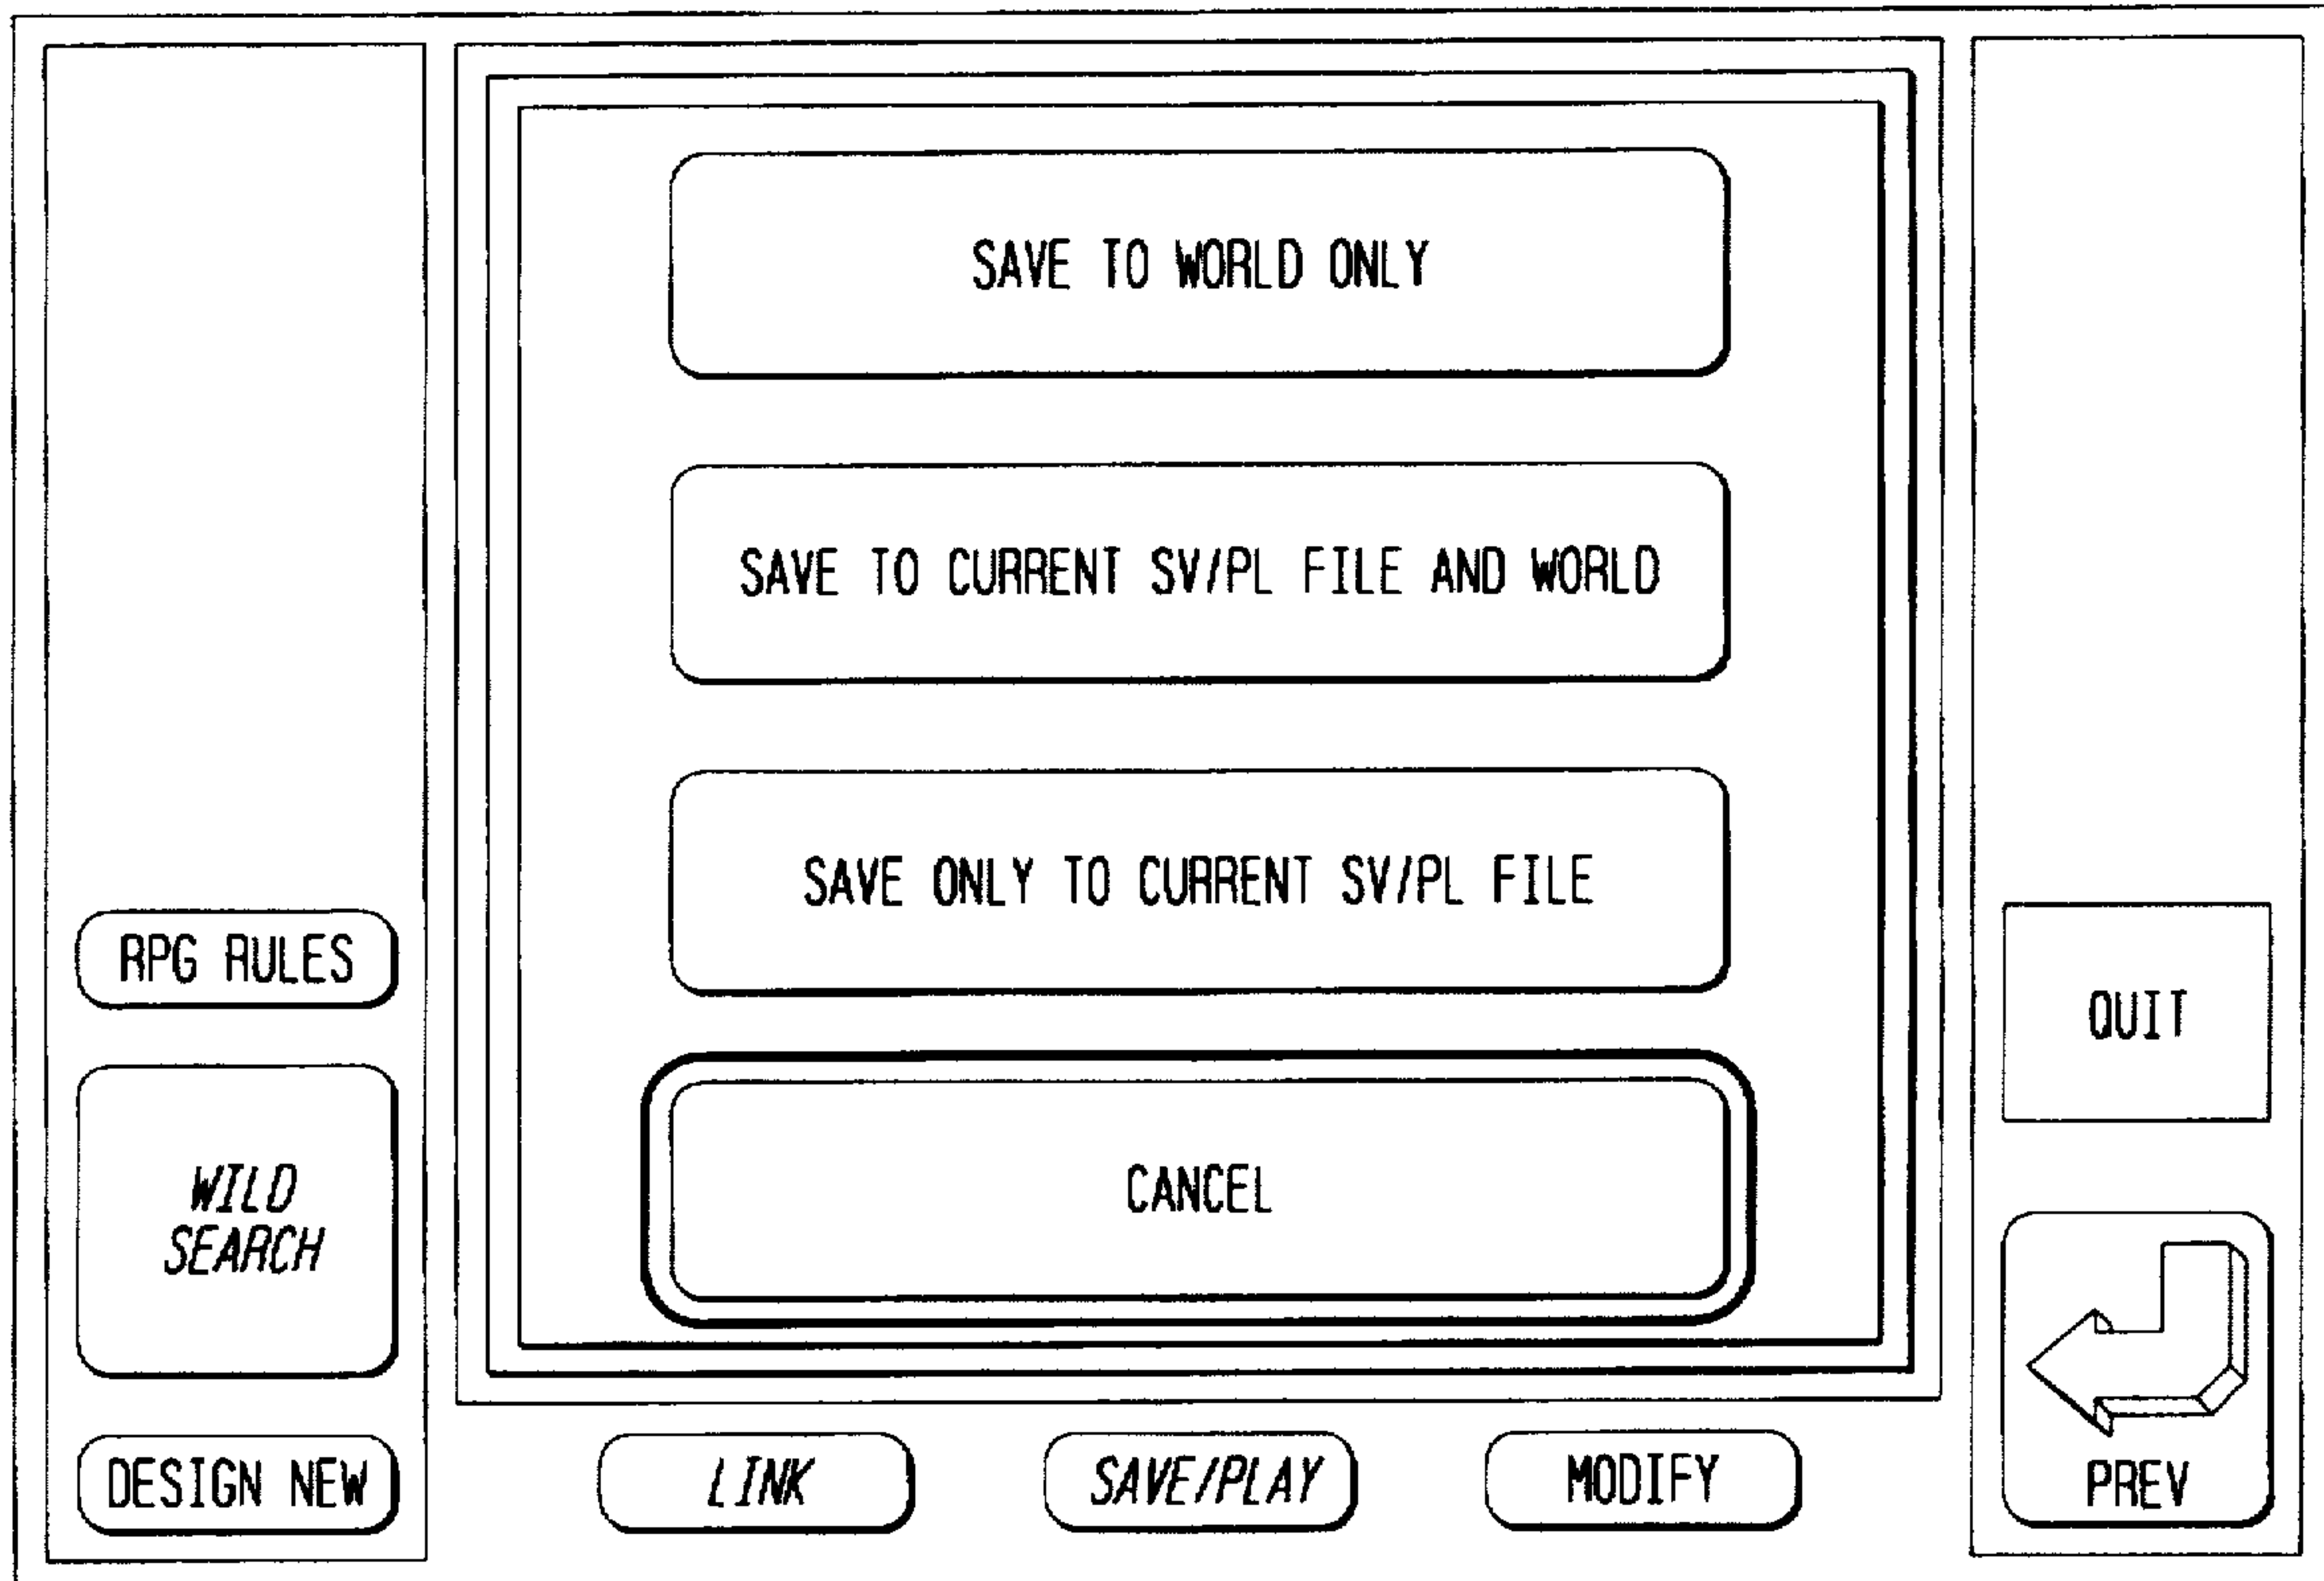 SAVE TO WORLD ONLY
SAVE TO CURRENT SV/PL FILE AND WORLD
SAVE ONLY TO CURRENT SV/PL FILE
CANCEL
RPG RULES
WILD
SEARCH
DESIGN NEW
LINK
SAVE/PLAY
MODIFY
QUIT
PREV